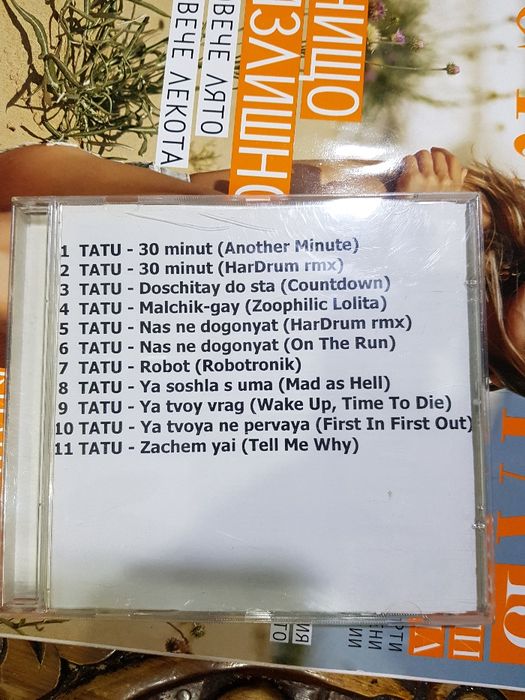 1 TATU - 30 minut (Another Minute)
2 TATU - 30 minut (HarDrum rmx)
3 TATU - Doschitay do sta (Countdown)
4 TATU - Malchik-gay (Zoophilic Lolita)
5 TATU - Nas ne dogonyat (HarDrum rmx)
6 TATU - Nas ne dogonyat (On The Run)
7 TATU - Robot (Robotronik)
8 TATU - Ya soshla s uma (Mad as Hell)
9 TATU - Ya tvoy vrag (Wake Up, Time To Die)
10 TATU - Ya tvoya ne pervaya (First In First Out)
11 TATU - Zachem yai (Tell Me Why)
НИЩО
ИЗЛИШНО
ПОВЕЧЕ ЛЯТО
ПОВЕЧЕ ЛЕКОТА